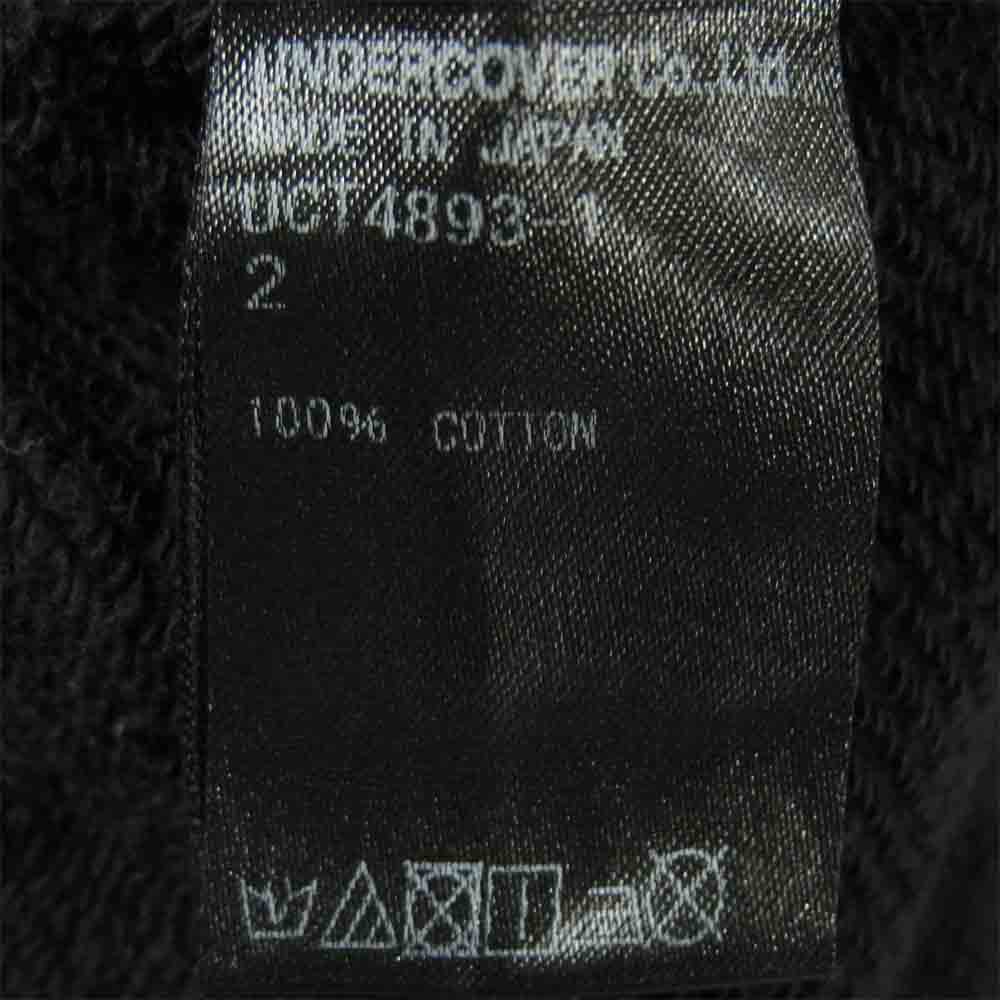 UNDERCOVER Co.,Ltd.
MADE IN JAPAN
UCT4893-1
2
100% COTTON